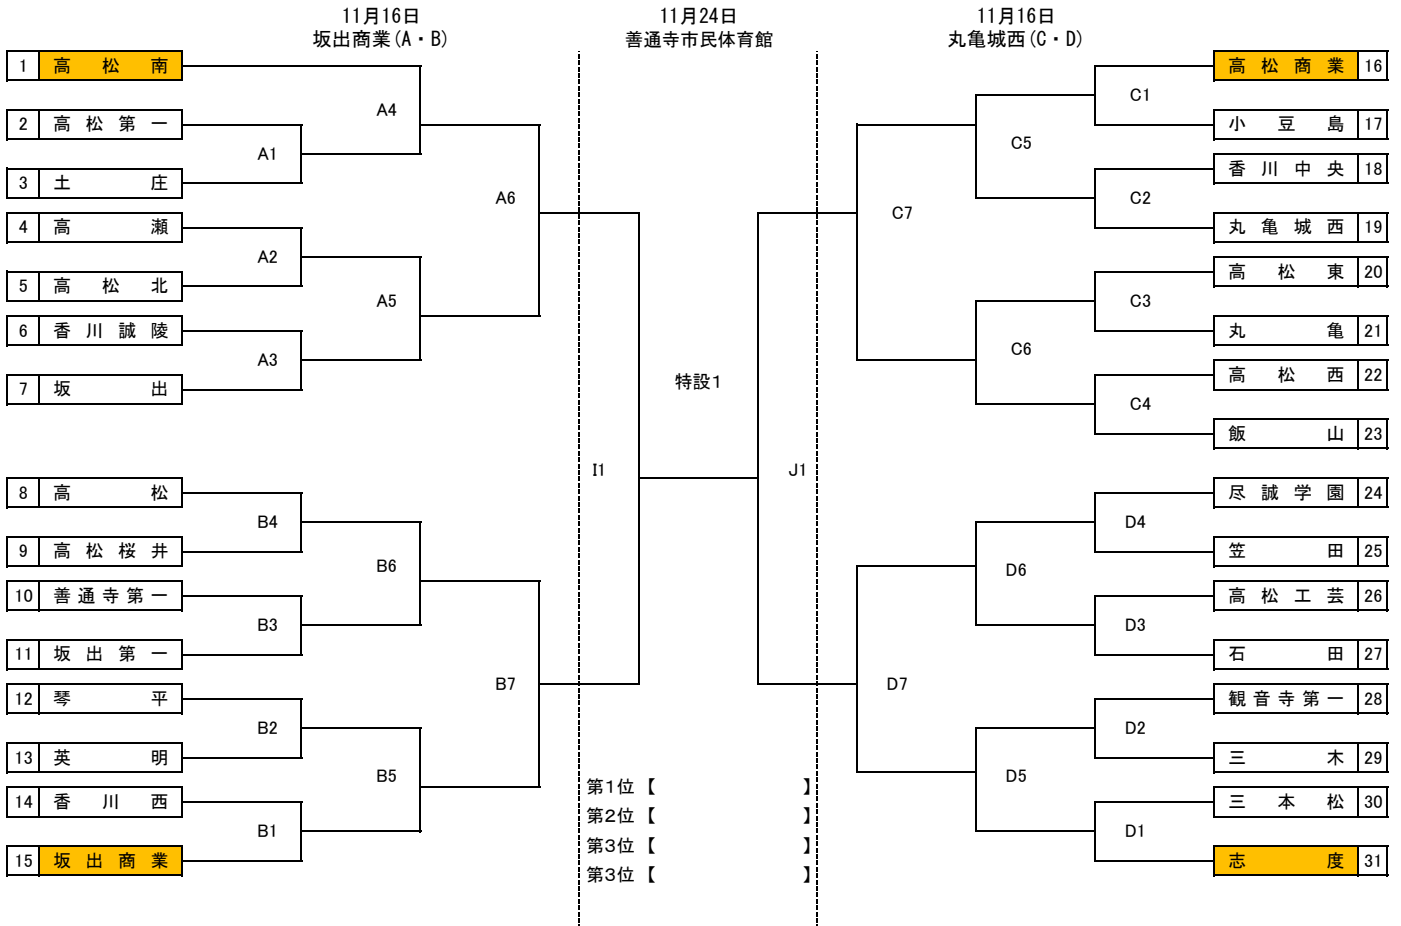 11月16日
坂出商業(A・B)
11月24日
善通寺市民体育館
11月16日
丸亀城西(C・D)
1 高松南
2 高松第一
3 土庄
4 高瀬
5 高松北
6 香川誠陵
7 坂出
8 高松
9 高松桜井
10 善通寺第一
11 坂出第一
12 琴平
13 英明
14 香川西
15 坂出商業
A1
A2
A3
B4
B3
B2
B1
A4
A5
B6
B5
A6
B7
I1
特設1
J1
第1位【 】
第2位【 】
第3位【 】
第3位【 】
C7
D7
C5
C6
D6
D5
C1
C2
C3
C4
D4
D3
D2
D1
高松商業 16
小豆島 17
香川中央 18
丸亀城西 19
高松東 20
丸亀 21
高松西 22
飯山 23
尽誠学園 24
笠田 25
高松工芸 26
石田 27
観音寺第一 28
三木 29
三本松 30
志度 31